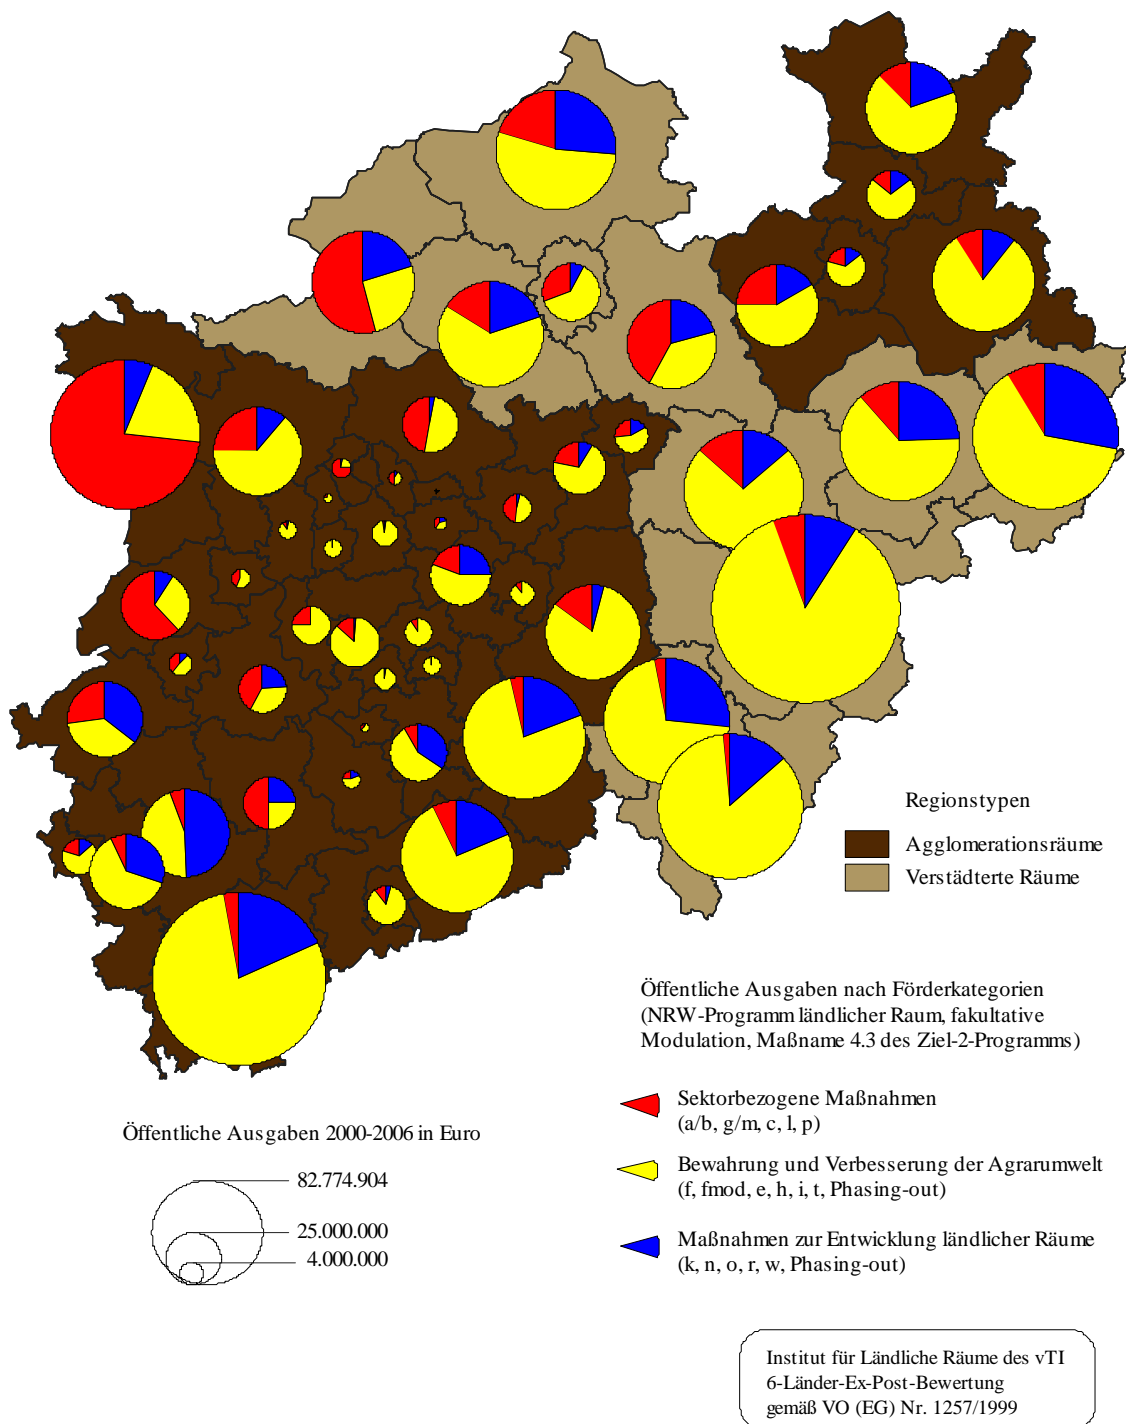 Regionstypen
Agglomerationsräume
Verstädterte Räume
Öffentliche Ausgaben nach Förderkategorien
(NRW-Programm ländlicher Raum, fakultative
Modulation, Maßname 4.3 des Ziel-2-Programms)
Sektorbezogene Maßnahmen
(a/b, g/m, c, l, p)
Bewahrung und Verbesserung der Agrarumwelt
(f, fmod, e, h, i, t, Phasing-out)
Maßnahmen zur Entwicklung ländlicher Räume
(k, n, o, r, w, Phasing-out)
Öffentliche Ausgaben 2000-2006 in Euro
82.774.904
25.000.000
4.000.000
Institut für Ländliche Räume des vTI
6-Länder-Ex-Post-Bewertung
gemäß VO (EG) Nr. 1257/1999